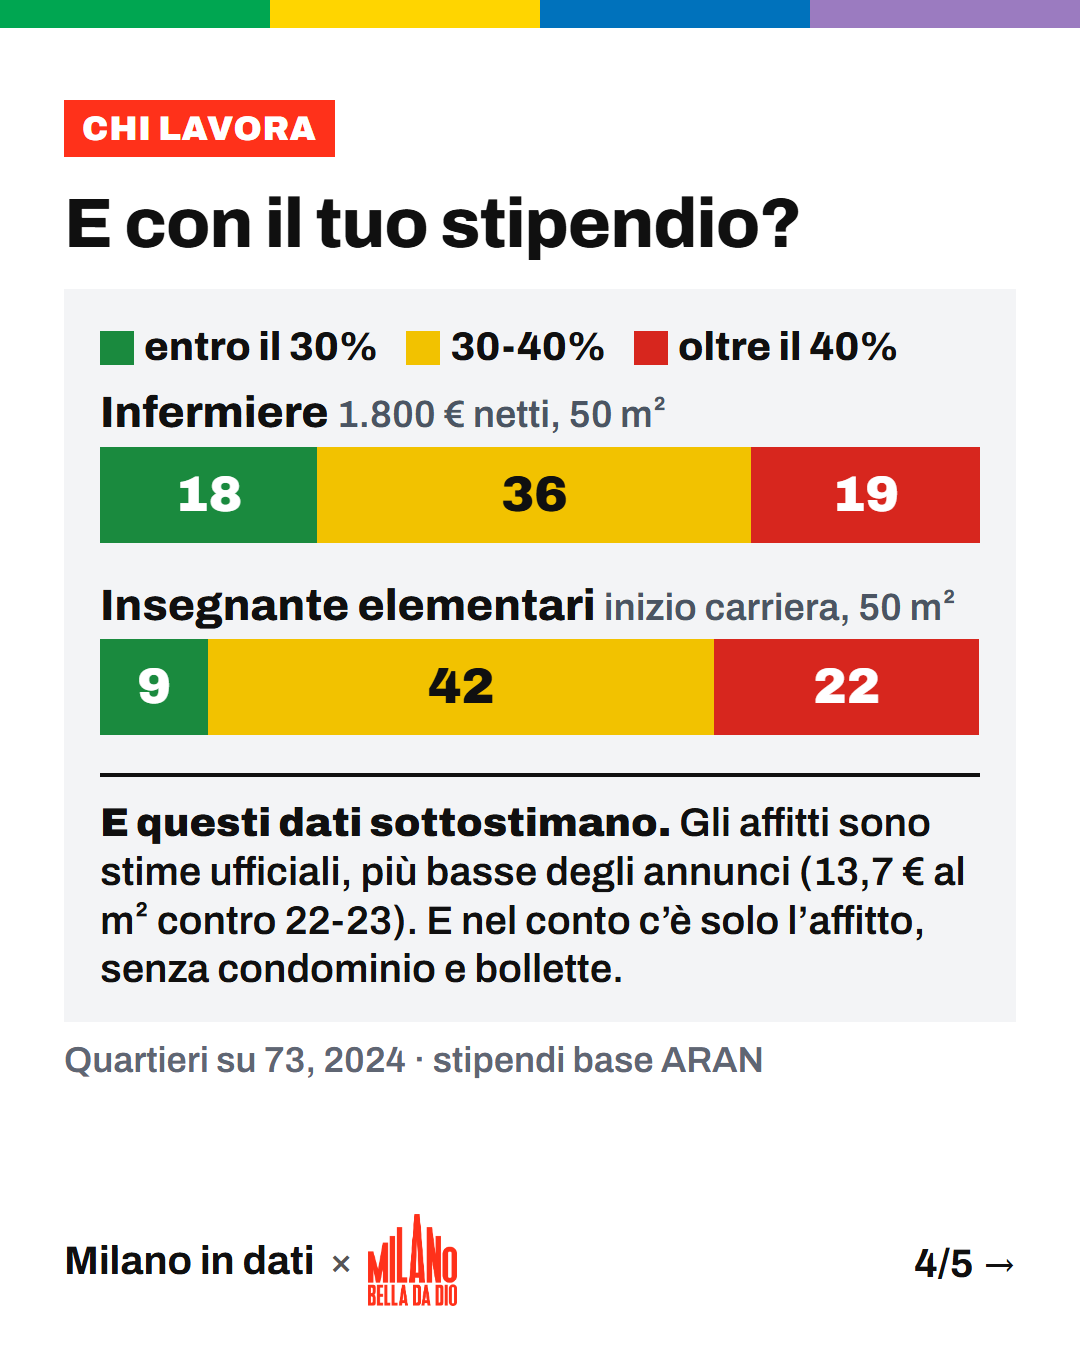 CHI LAVORA
E con il tuo stipendio?
entro il 30% 30-40% oltre il 40%
Infermiere 1.800 € netti, 50 m²
18 36 19
Insegnante elementari inizio carriera, 50 m²
9 42 22
E questi dati sottostimano. Gli affitti sono
stime ufficiali, più basse degli annunci (13,7 € al
m² contro 22-23). E nel conto c’è solo l’affitto,
senza condominio e bollette.
Quartieri su 73, 2024 · stipendi base ARAN
Milano in dati × MILANO
BELLA DA DIO
4/5 →